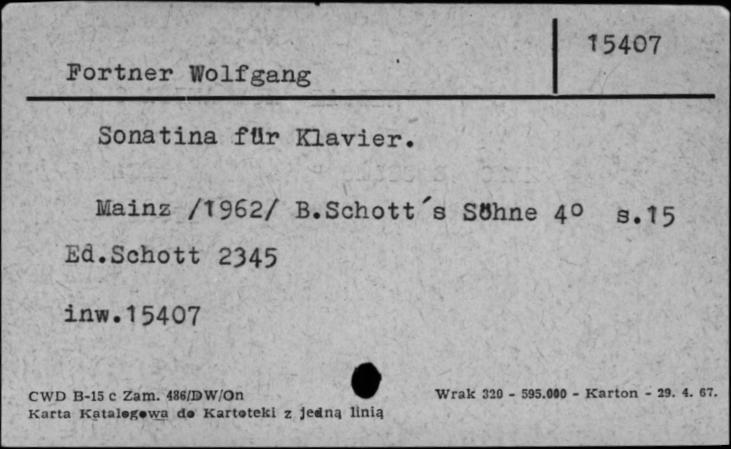 15407
Fortner Wolfgang
Sonatina für Klavier.
Mainz /1962/ B.Schott´s Söhne 4° s.15
Ed.Schott 2345
inw.15407
CWD B-15 c Zam. 486/DW/On
Wrak 320 - 595.000 - Karton - 29. 4. 67.
Karta Katalogowa do Kartoteki z jedną linią